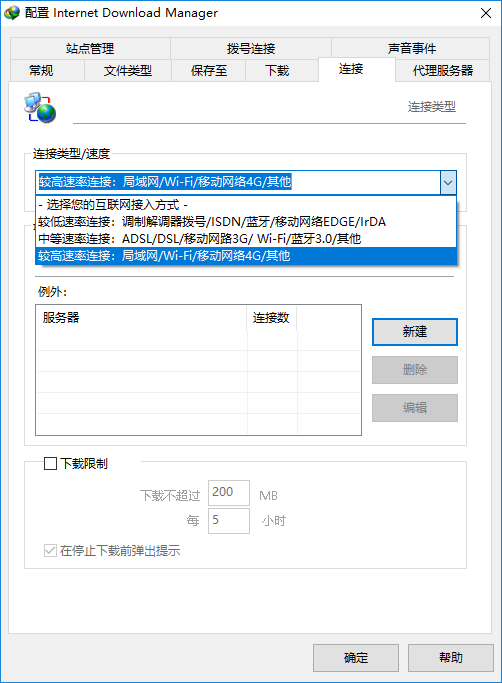 配置 Internet Download Manager
站点管理
拨号连接
声音事件
常规
文件类型
保存至
下载
连接
代理服务器
连接类型
连接类型/速度
较高速率连接：局域网/Wi-Fi/移动网络4G/其他
- 选择您的互联网接入方式 -
较低速率连接：调制解调器拨号/ISDN/蓝牙/移动网络EDGE/IrDA
中等速率连接：ADSL/DSL/移动网路3G/ Wi-Fi/蓝牙3.0/其他
较高速率连接：局域网/Wi-Fi/移动网络4G/其他
例外：
服务器
连接数
新建
删除
编辑
下载限制
下载不超过 200 MB
每 5 小时
在停止下载前弹出提示
确定
帮助